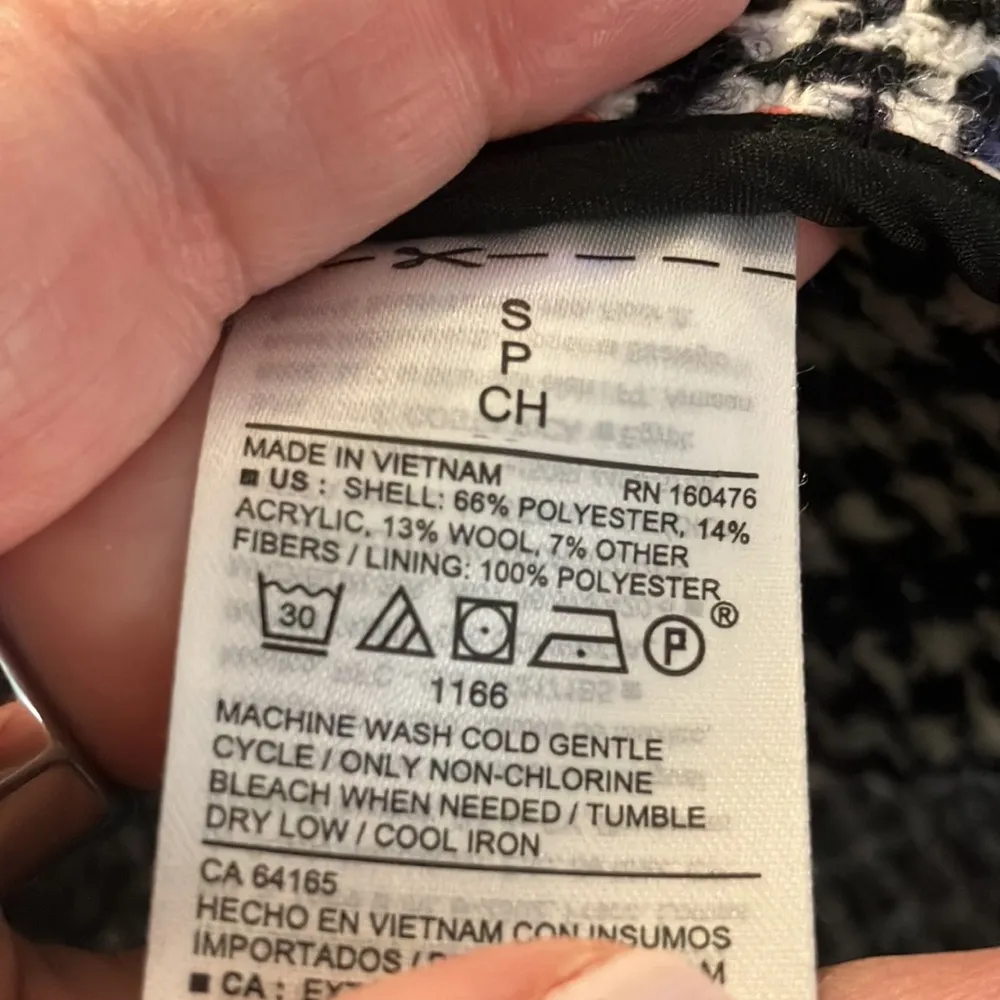 S
P
CH
MADE IN VIETNAM RN 160476
■ US : SHELL: 66% POLYESTER, 14%
ACRYLIC, 13% WOOL, 7% OTHER
FIBERS / LINING: 100% POLYESTER
30 P ®
1166
MACHINE WASH COLD GENTLE
CYCLE / ONLY NON-CHLORINE
BLEACH WHEN NEEDED / TUMBLE
DRY LOW / COOL IRON
CA 64165
HECHO EN VIETNAM CON INSUMOS
IMPORTADOS /
■ CA :